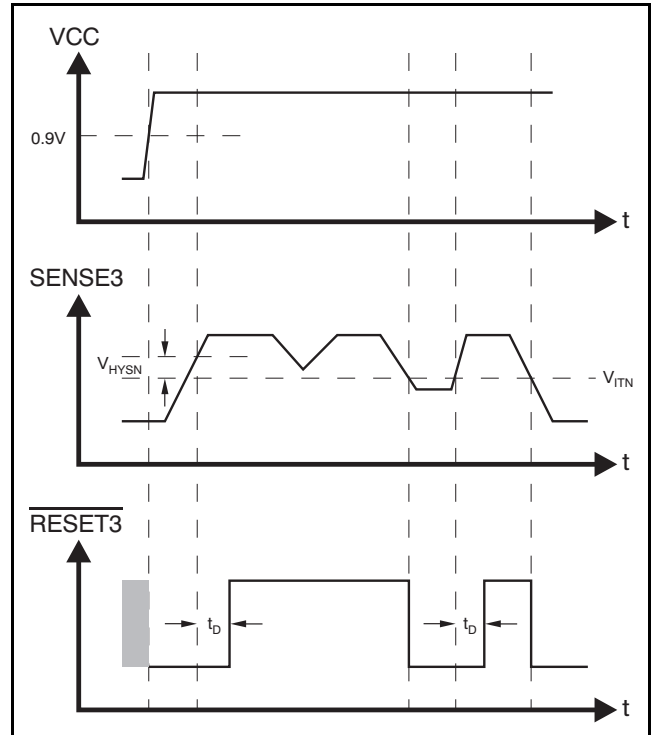 VCC
0.9V
t
SENSE3
VHYSN
VITN
t
RESET3
tD
tD
t